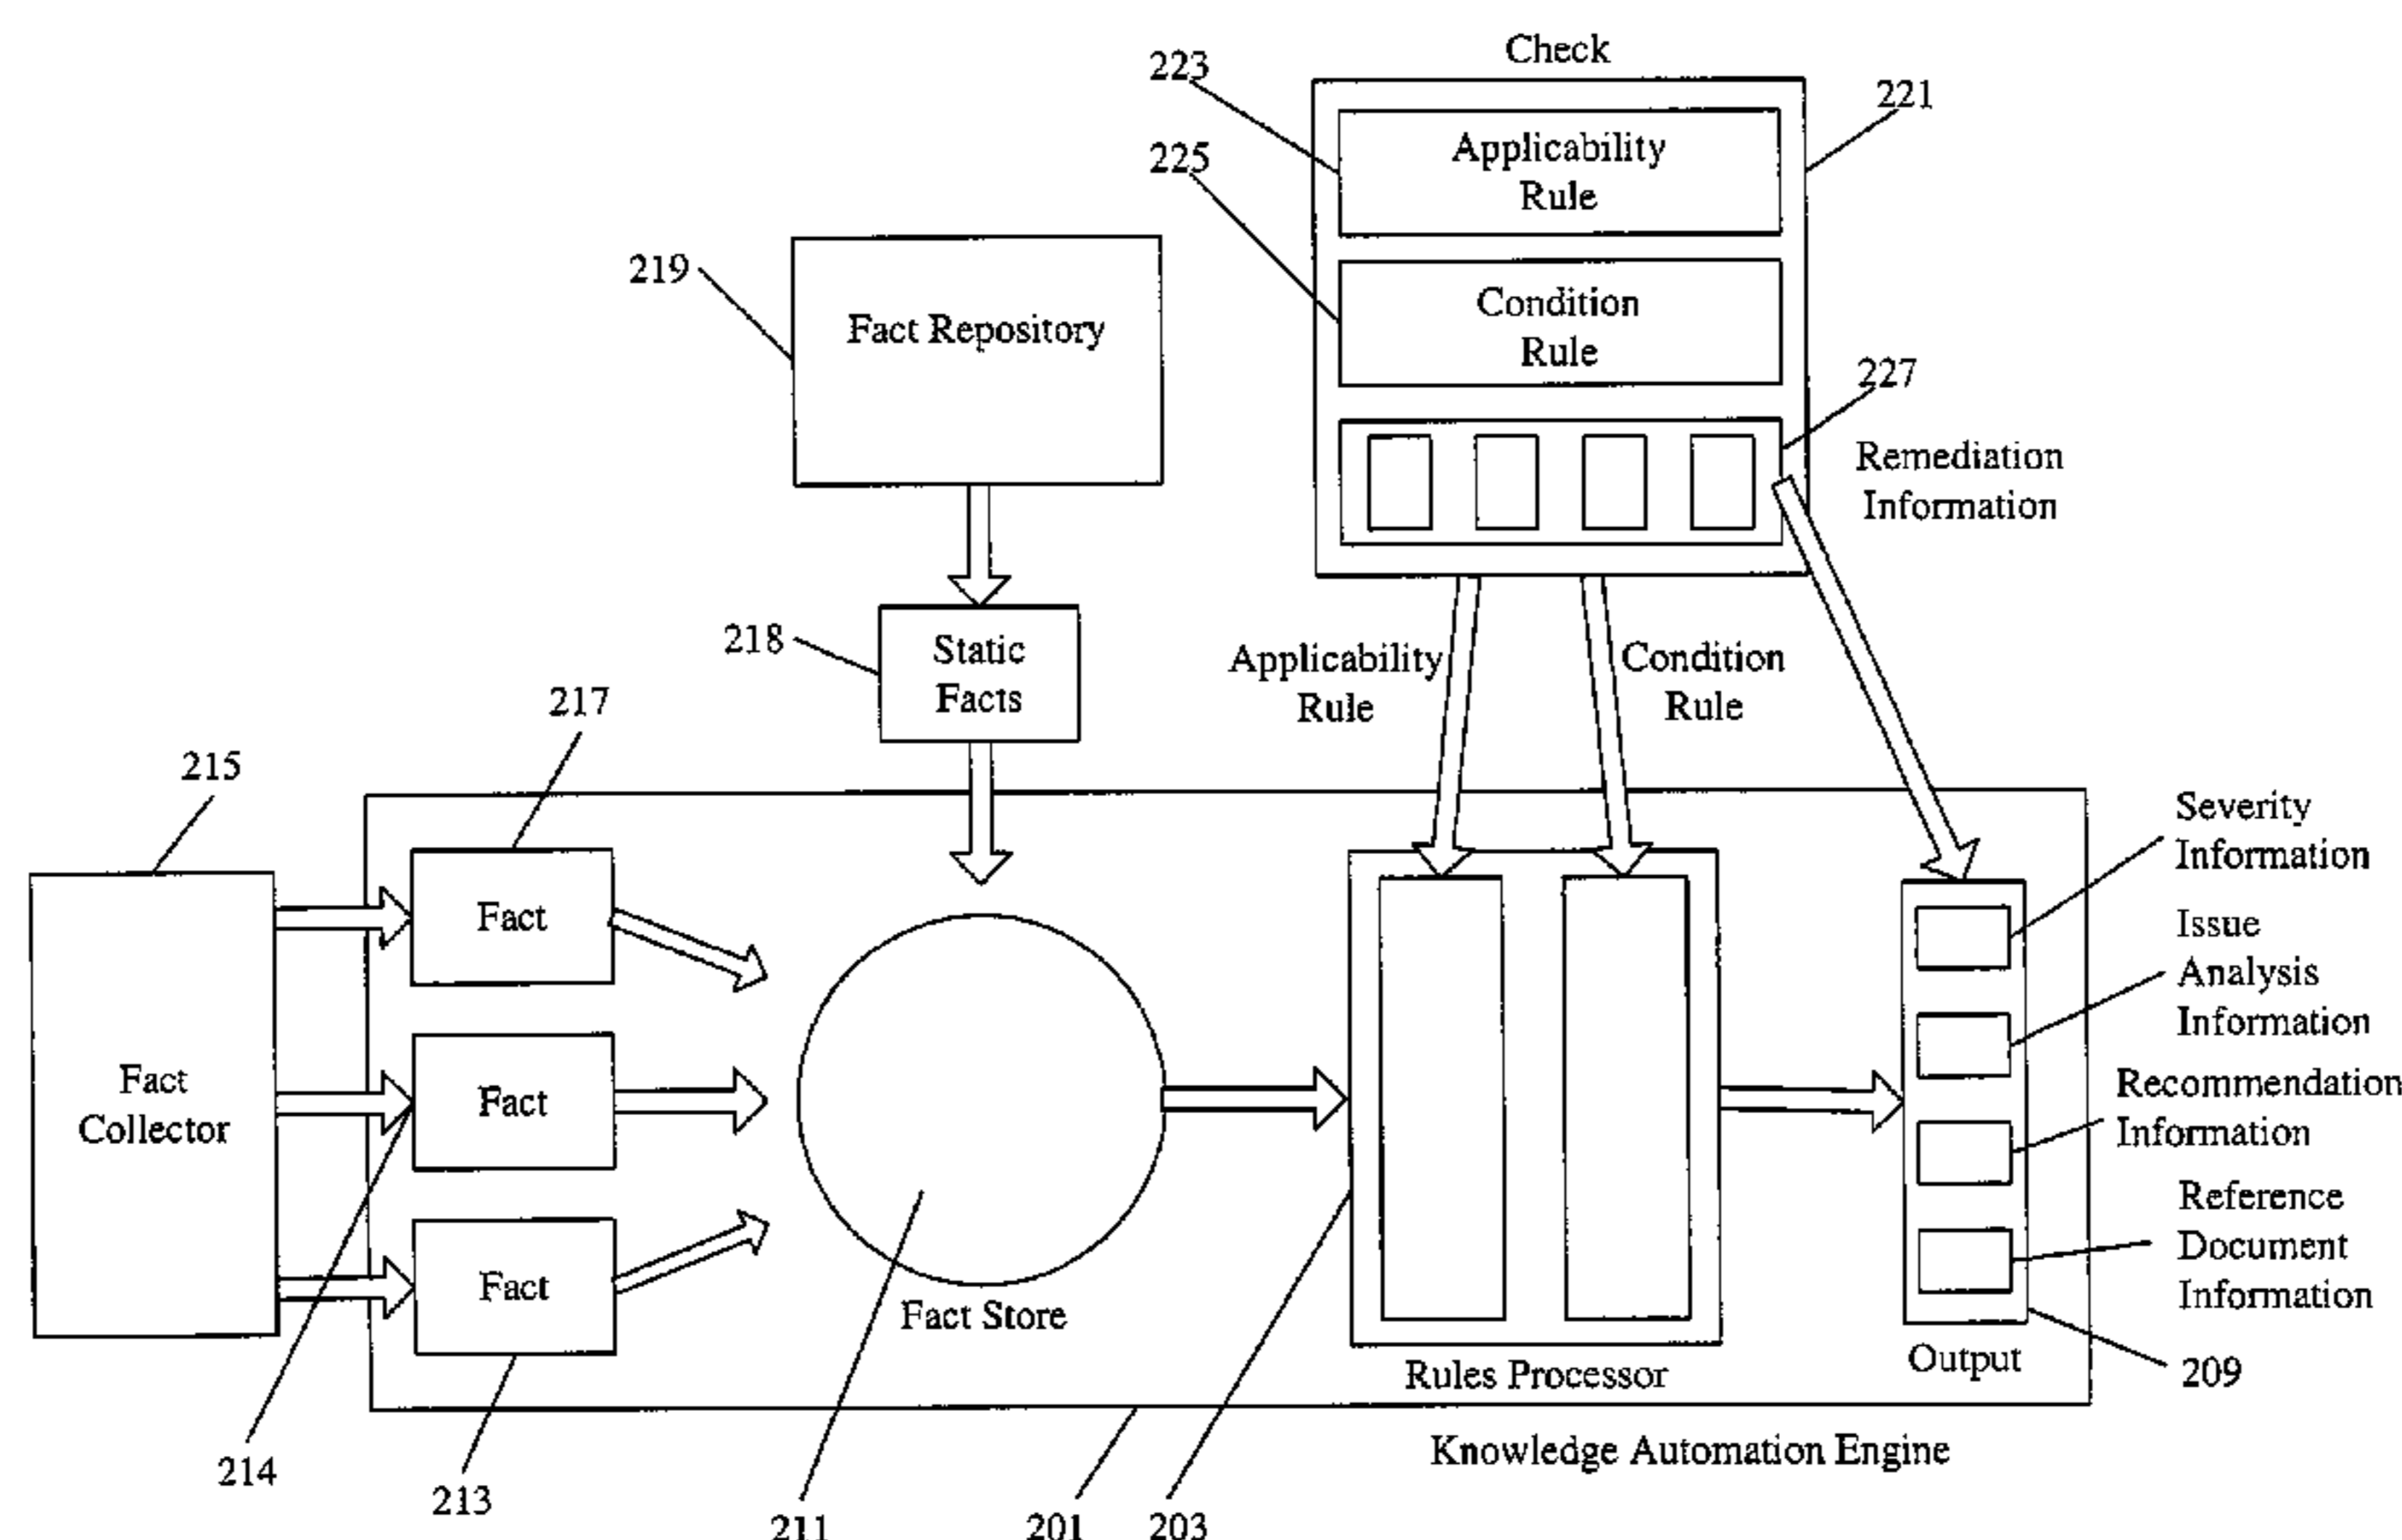 Check
223
221
Applicability
Rule
225
Condition
Rule
219
Fact Repository
227
Remediation
Information
218
Static
Facts
Applicability
Rule
Condition
Rule
217
215
Severity
Information
Fact
Issue
Analysis
Information
Fact
Collector
Fact
Recommendation
Information
Reference
Document
Information
Fact
Fact Store
Rules Processor
Output
209
Knowledge Automation Engine
214
213
211
201
203